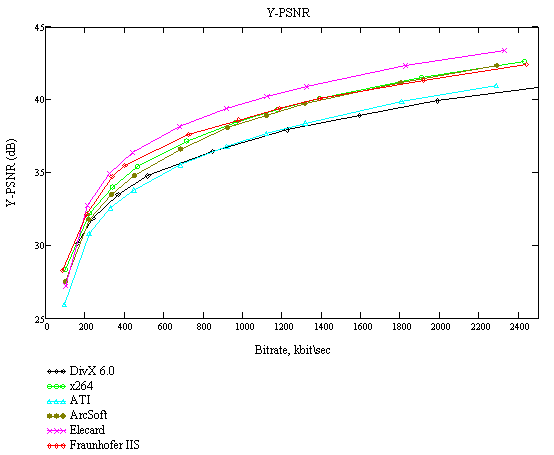 Y-PSNR
45
40
35
30
25
Y-PSNR (dB)
0 200 400 600 800 1000 1200 1400 1600 1800 2000 2200 2400
Bitrate, kbit\sec
DivX 6.0
x264
ATI
ArcSoft
Elecard
Fraunhofer IIS